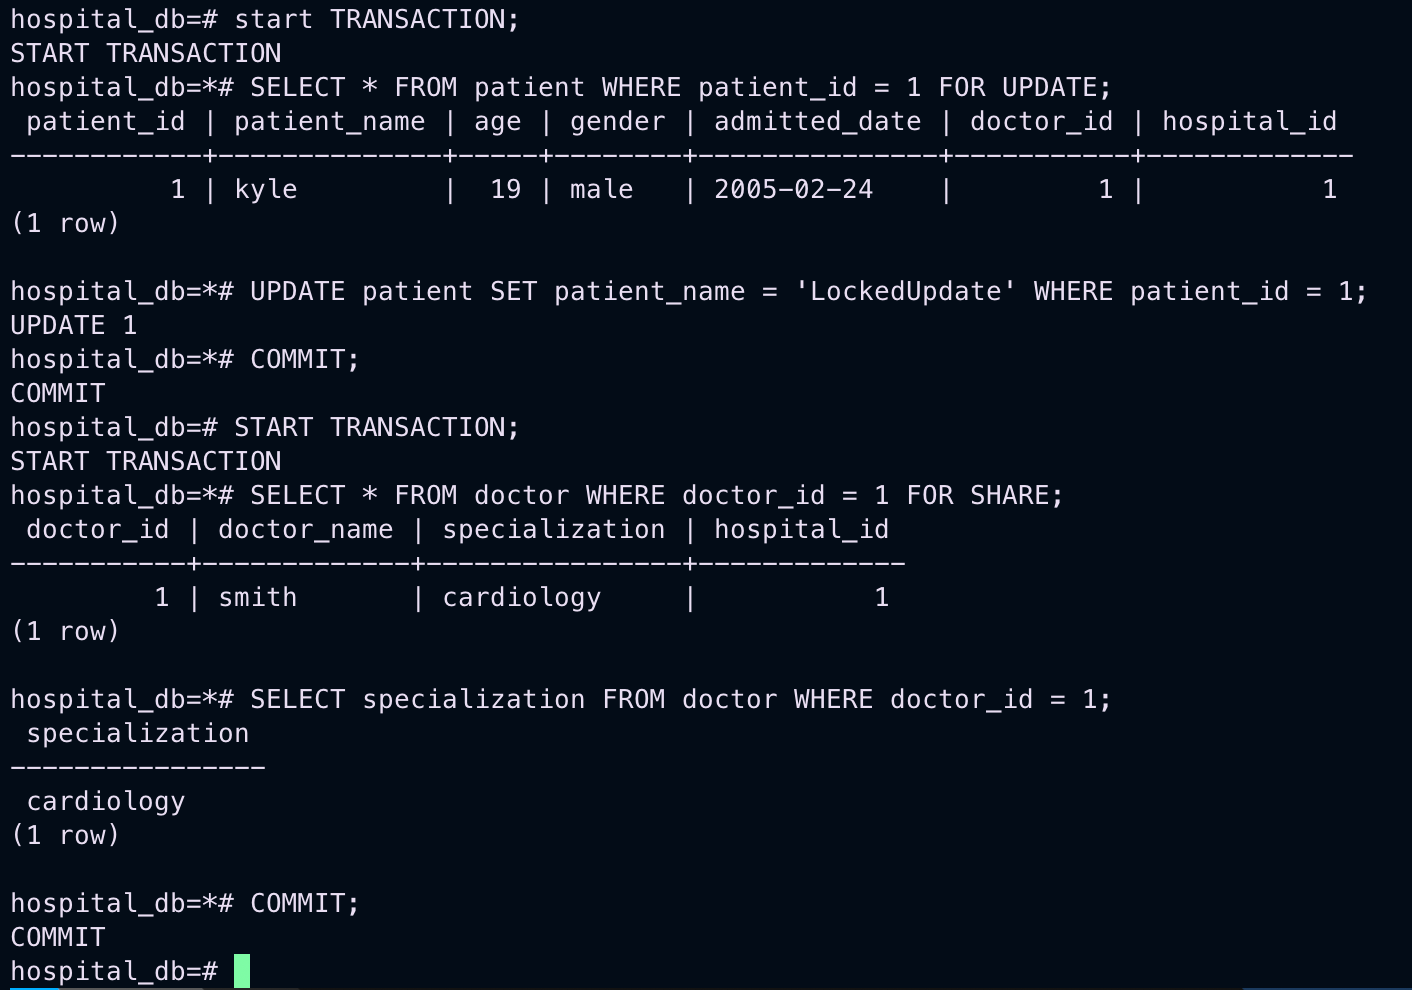 hospital_db=# start TRANSACTION;
START TRANSACTION
hospital_db=*# SELECT * FROM patient WHERE patient_id = 1 FOR UPDATE;
 patient_id | patient_name | age | gender | admitted_date | doctor_id | hospital_id
------------+--------------+-----+--------+---------------+-----------+-------------
          1 | kyle         |  19 | male   | 2005-02-24    |         1 |           1
(1 row)

hospital_db=*# UPDATE patient SET patient_name = 'LockedUpdate' WHERE patient_id = 1;
UPDATE 1
hospital_db=*# COMMIT;
COMMIT
hospital_db=# START TRANSACTION;
START TRANSACTION
hospital_db=*# SELECT * FROM doctor WHERE doctor_id = 1 FOR SHARE;
 doctor_id | doctor_name | specialization | hospital_id
-----------+-------------+----------------+-------------
         1 | smith       | cardiology     |           1
(1 row)

hospital_db=*# SELECT specialization FROM doctor WHERE doctor_id = 1;
 specialization
----------------
 cardiology
(1 row)

hospital_db=*# COMMIT;
COMMIT
hospital_db=#